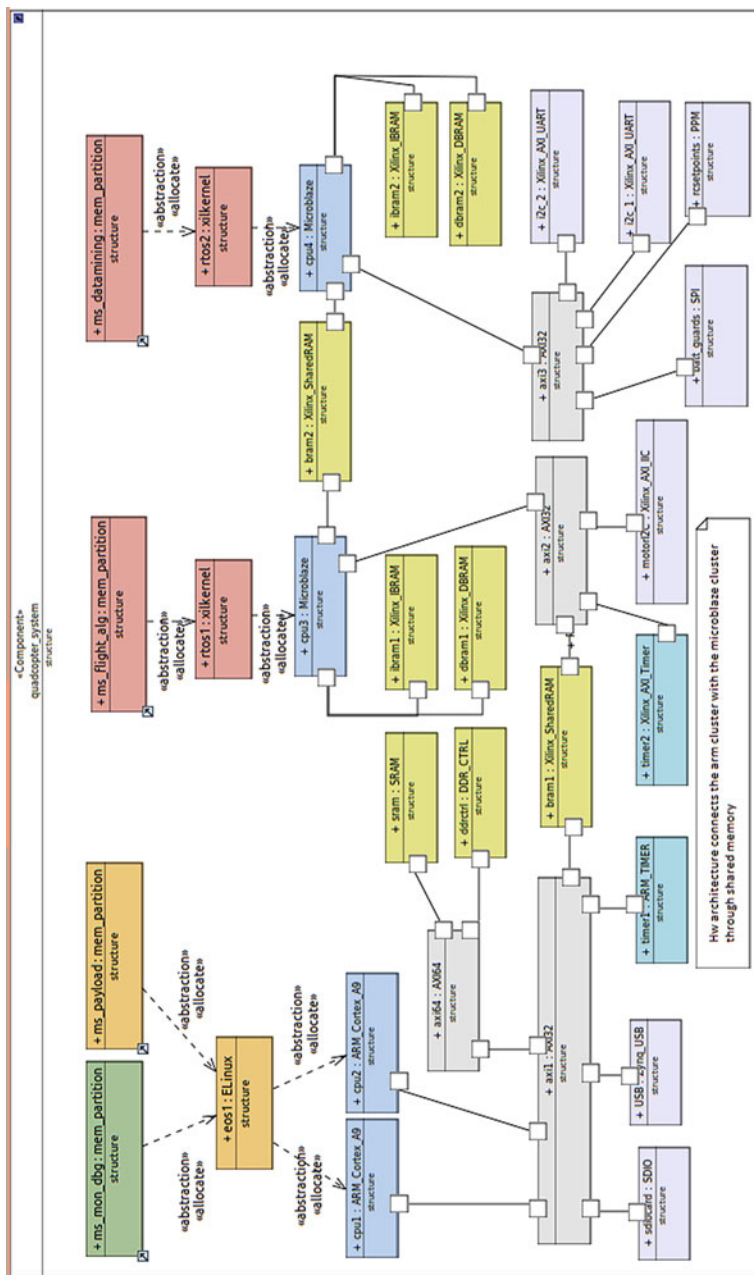 «Component»
quadcopter_system
structure
+ ms_mon_dbg : mem_partition
structure
+ ms_payload : mem_partition
structure
+ ms_flight_alg : mem_partition
structure
+ ms_datamining : mem_partition
structure
«abstraction»
«allocate»
«abstraction»
«allocate»
«abstraction»
«allocate»
«abstraction»
«allocate»
+ eos1 : ELinux
structure
+ rtos1 : xilkernel
structure
+ rtos2 : xilkernel
structure
«abstraction»
«allocate»
«abstraction»
«allocate»
«abstraction»
«allocate»
«abstraction»
«allocate»
+ cpu1 : ARM_Cortex_A9
structure
+ cpu2 : ARM_Cortex_A9
structure
+ cpu3 : Microblaze
structure
+ bram2 : Xilinx_SharedRAM
structure
+ cpu4 : Microblaze
structure
+ sram : SRAM
structure
+ ibram1 : Xilinx_IBRAM
structure
+ ibram2 : Xilinx_IBRAM
structure
+ ddrctrl : DDR_CTRL
structure
+ dbram1 : Xilinx_DBRAM
structure
+ dbram2 : Xilinx_DBRAM
structure
+ axi64 : AXI64
structure
+ axi1 : AXI32
structure
+ bram1 : Xilinx_SharedRAM
structure
+ axi2 : AXI32
structure
+ axi3 : AXI32
structure
+ i2c_2 : Xilinx_AXI_UART
structure
+ i2c_1 : Xilinx_AXI_UART
structure
+ rcsetpoints : PPM
structure
+ sdiocard : SDIO
structure
+ USB : Zynq_USB
structure
+ timer1 : ARM_TIMER
structure
+ timer2 : Xilinx_AXI_Timer
structure
+ motori2C : Xilinx_AXI_IIC
structure
+ batt_guards : SPI
structure
Hw architecture connects the arm cluster with the microblaze cluster
through shared memory